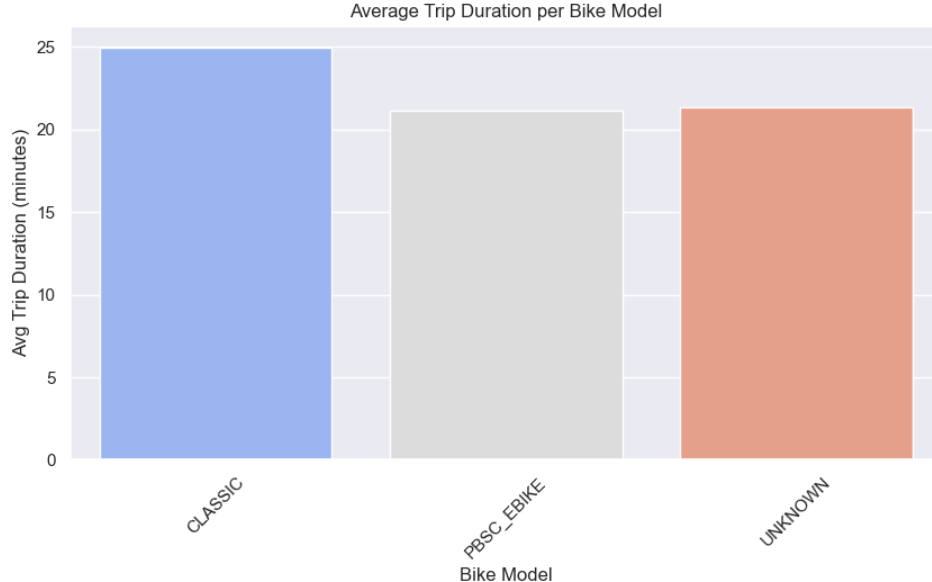 Average Trip Duration per Bike Model
Avg Trip Duration (minutes)
25
20
15
10
5
0
CLASSIC
PBSC_EBIKE
UNKNOWN
Bike Model